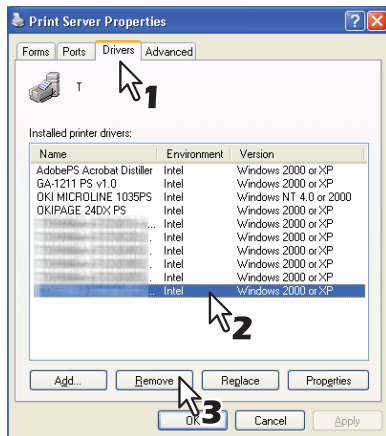 Print Server Properties
Forms Ports Drivers Advanced
1
T
Installed printer drivers:
Name Environment Version
AdobePS Acrobat Distiller Intel Windows 2000 or XP
GA-1211 PS v1.0 Intel Windows 2000 or XP
OKI MICROLINE 1035PS Intel Windows NT 4.0 or 2000
OKIPAGE 24DX PS Intel Windows 2000 or XP
... Intel Windows 2000 or XP
. Intel Windows 2000 or XP
. Intel Windows 2000 or XP
. Intel Windows 2000 or XP
. Intel Windows 2000 or XP
.. Intel Windows 2000 or XP
2
Add... Remove Replace Properties
3
OK Cancel Apply